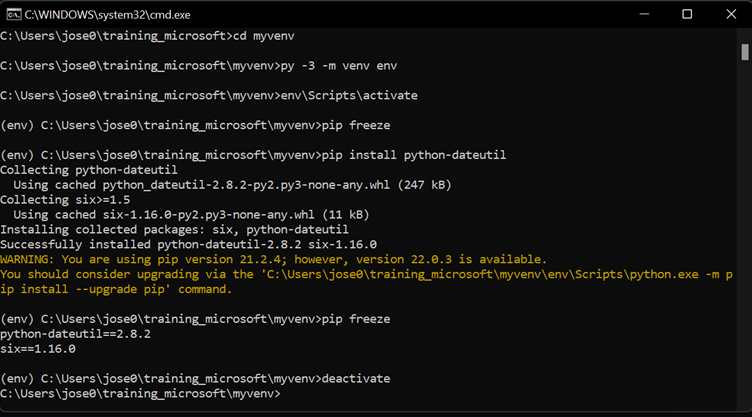 C:\WINDOWS\system32\cmd.exe
C:\Users\jose0\training_microsoft>cd myvenv
C:\Users\jose0\training_microsoft\myvenv>py -3 -m venv env
C:\Users\jose0\training_microsoft\myvenv>env\Scripts\activate
(env) C:\Users\jose0\training_microsoft\myvenv>pip freeze
(env) C:\Users\jose0\training_microsoft\myvenv>pip install python-dateutil
Collecting python-dateutil
  Using cached python_dateutil-2.8.2-py2.py3-none-any.whl (247 kB)
Collecting six>=1.5
  Using cached six-1.16.0-py2.py3-none-any.whl (11 kB)
Installing collected packages: six, python-dateutil
Successfully installed python-dateutil-2.8.2 six-1.16.0
WARNING: You are using pip version 21.2.4; however, version 22.0.3 is available.
You should consider upgrading via the 'C:\Users\jose0\training_microsoft\myvenv\env\Scripts\python.exe -m p
ip install --upgrade pip' command.
(env) C:\Users\jose0\training_microsoft\myvenv>pip freeze
python-dateutil==2.8.2
six==1.16.0
(env) C:\Users\jose0\training_microsoft\myvenv>deactivate
C:\Users\jose0\training_microsoft\myvenv>